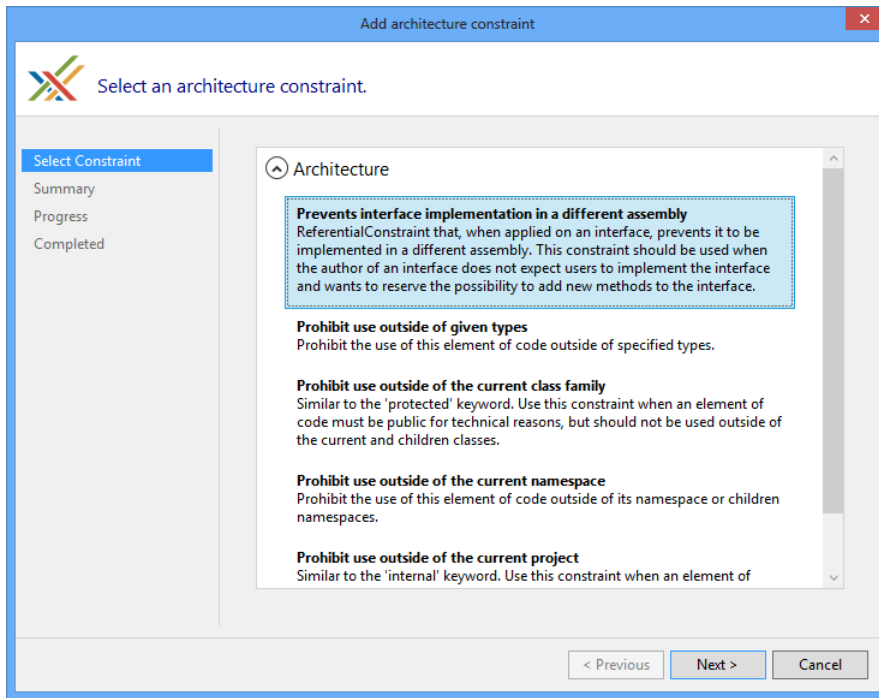 Add architecture constraint
Select an architecture constraint.
Select Constraint
Summary
Progress
Completed
Architecture
Prevents interface implementation in a different assembly
ReferentialConstraint that, when applied on an interface, prevents it to be
implemented in a different assembly. This constraint should be used when
the author of an interface does not expect users to implement the interface
and wants to reserve the possibility to add new methods to the interface.
Prohibit use outside of given types
Prohibit the use of this element of code outside of specified types.
Prohibit use outside of the current class family
Similar to the 'protected' keyword. Use this constraint when an element of
code must be public for technical reasons, but should not be used outside of
the current and children classes.
Prohibit use outside of the current namespace
Prohibit the use of this element of code outside of its namespace or children
namespaces.
Prohibit use outside of the current project
Similar to the 'internal' keyword. Use this constraint when an element of
< Previous
Next >
Cancel